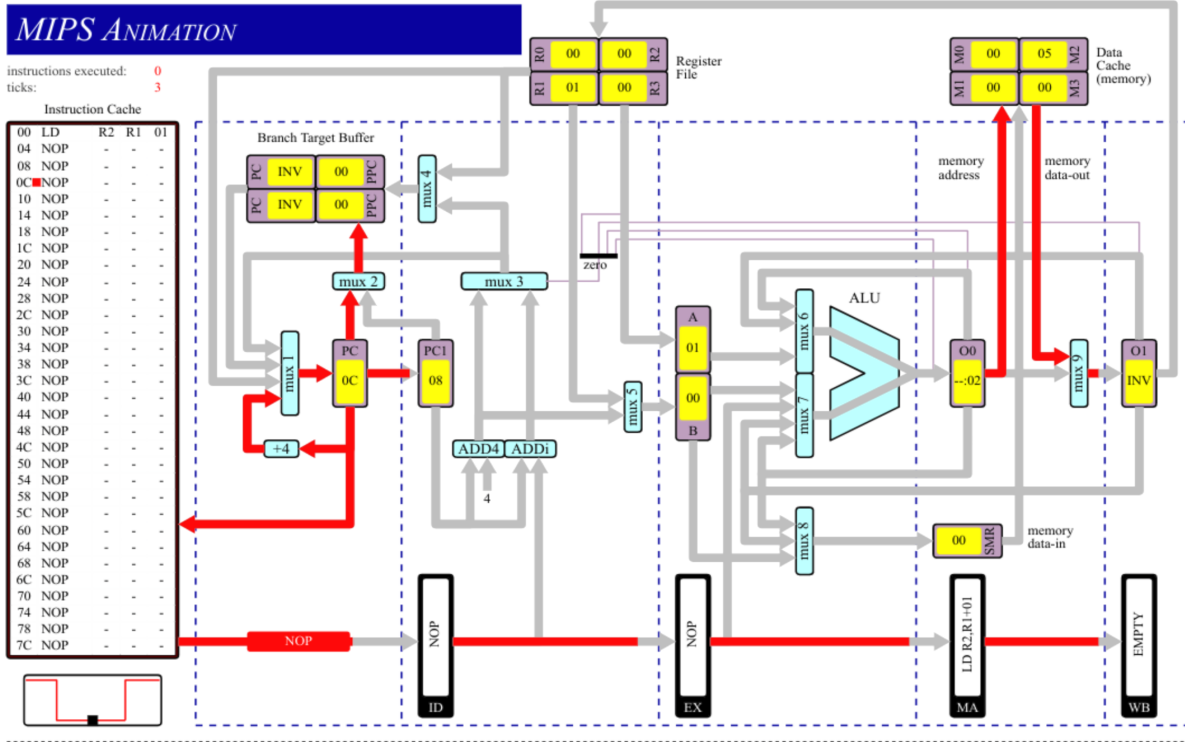 MIPS ANIMATION
instructions executed: 0
ticks: 3
Instruction Cache
00 LD R2 R1 01
04 NOP - - -
08 NOP - - -
0C NOP - - -
10 NOP - - -
14 NOP - - -
18 NOP - - -
1C NOP - - -
20 NOP - - -
24 NOP - - -
28 NOP - - -
2C NOP - - -
30 NOP - - -
34 NOP - - -
38 NOP - - -
3C NOP - - -
40 NOP - - -
44 NOP - - -
48 NOP - - -
4C NOP - - -
50 NOP - - -
54 NOP - - -
58 NOP - - -
5C NOP - - -
60 NOP - - -
64 NOP - - -
68 NOP - - -
6C NOP - - -
70 NOP - - -
74 NOP - - -
78 NOP - - -
7C NOP - - -
R0 00 00 R2
R1 01 00 R3
Register
File
M0 00 05 M2
M1 00 00 M3
Data
Cache
(memory)
Branch Target Buffer
PC INV 00 PPC
PC INV 00 PPC
mux 4
memory
address
memory
data-out
zero
mux 2
mux 3
mux 1
PC
0C
PC1
08
+4
ADD4
ADDi
4
mux 5
A
01
00
B
mux 6
mux 7
ALU
O0
--:02
mux 9
O1
INV
mux 8
00 SMR
memory
data-in
NOP
NOP
ID
NOP
EX
LD R2,R1+01
MA
EMPTY
WB